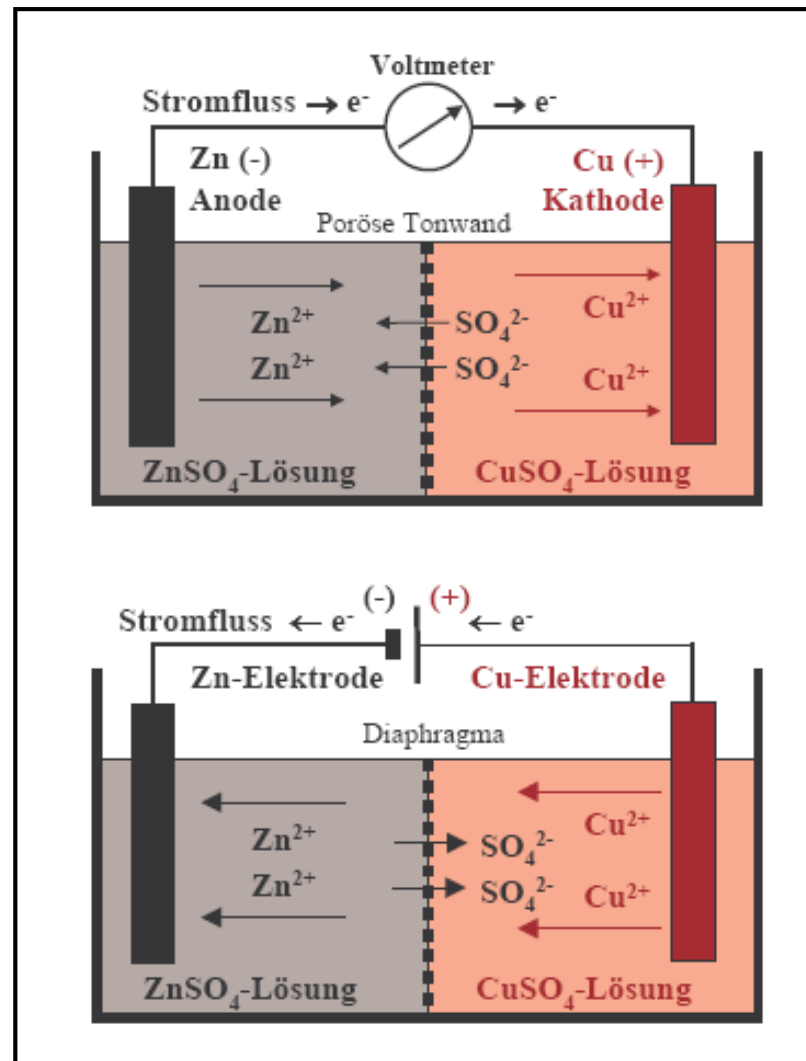 Voltmeter
Stromfluss → e⁻ → e⁻
Zn (-) Cu (+)
Anode Kathode
Poröse Tonwand
Zn²⁺ SO₄²⁻ Cu²⁺
Zn²⁺ SO₄²⁻ Cu²⁺
ZnSO₄-Lösung CuSO₄-Lösung
(-) (+)
Stromfluss ← e⁻ ← e⁻
Zn-Elektrode Cu-Elektrode
Diaphragma
Zn²⁺ SO₄²⁻ Cu²⁺
Zn²⁺ SO₄²⁻ Cu²⁺
ZnSO₄-Lösung CuSO₄-Lösung